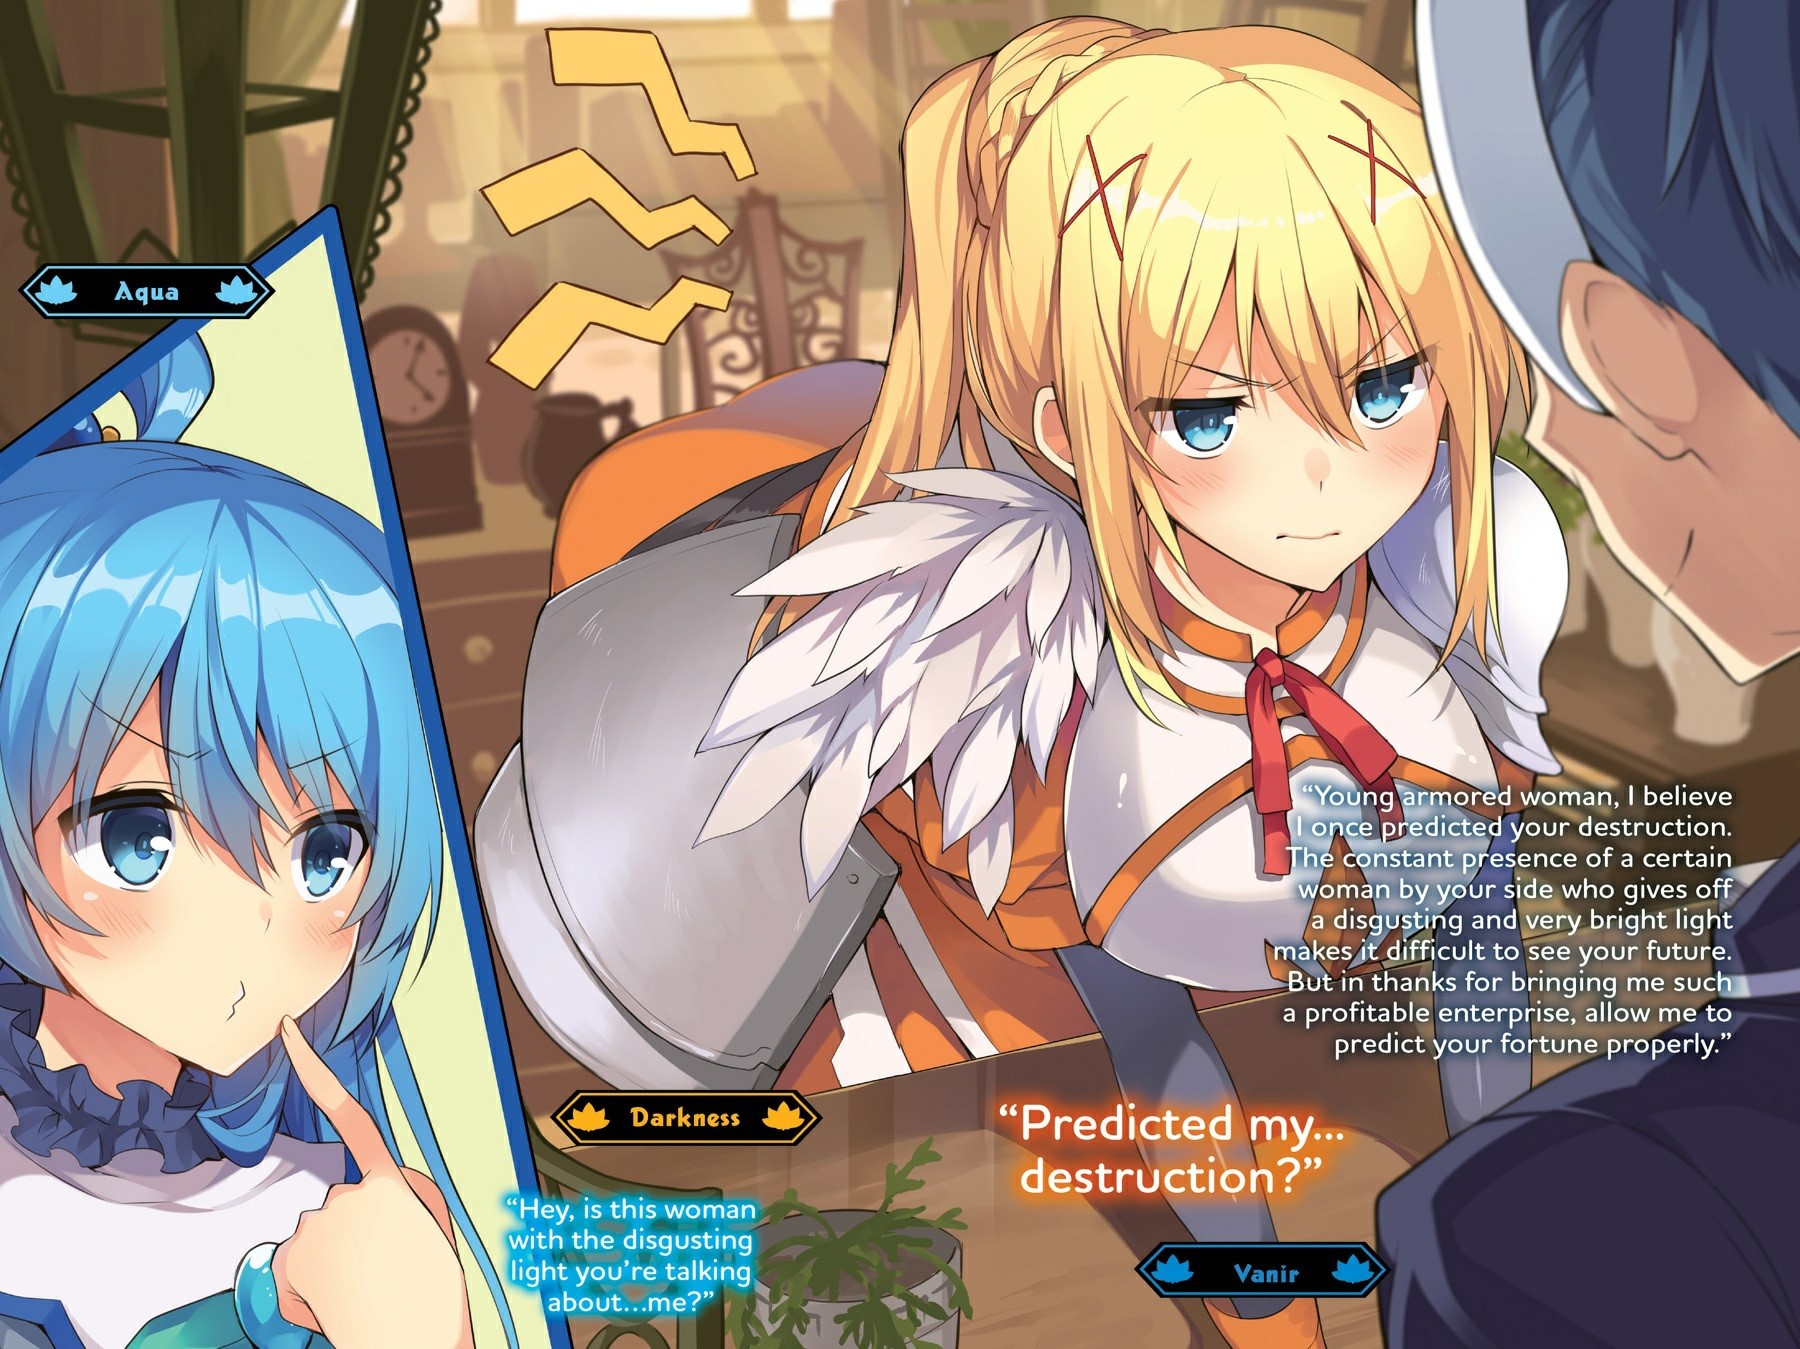 Aqua
“Young armored woman, I believe
I once predicted your destruction.
The constant presence of a certain
woman by your side who gives off
a disgusting and very bright light
makes it difficult to see your future.
But in thanks for bringing me such
a profitable enterprise, allow me to
predict your fortune properly.”
Darkness
“Predicted my...
destruction?”
“Hey, is this woman
with the disgusting
light you’re talking
about...me?”
Vanir